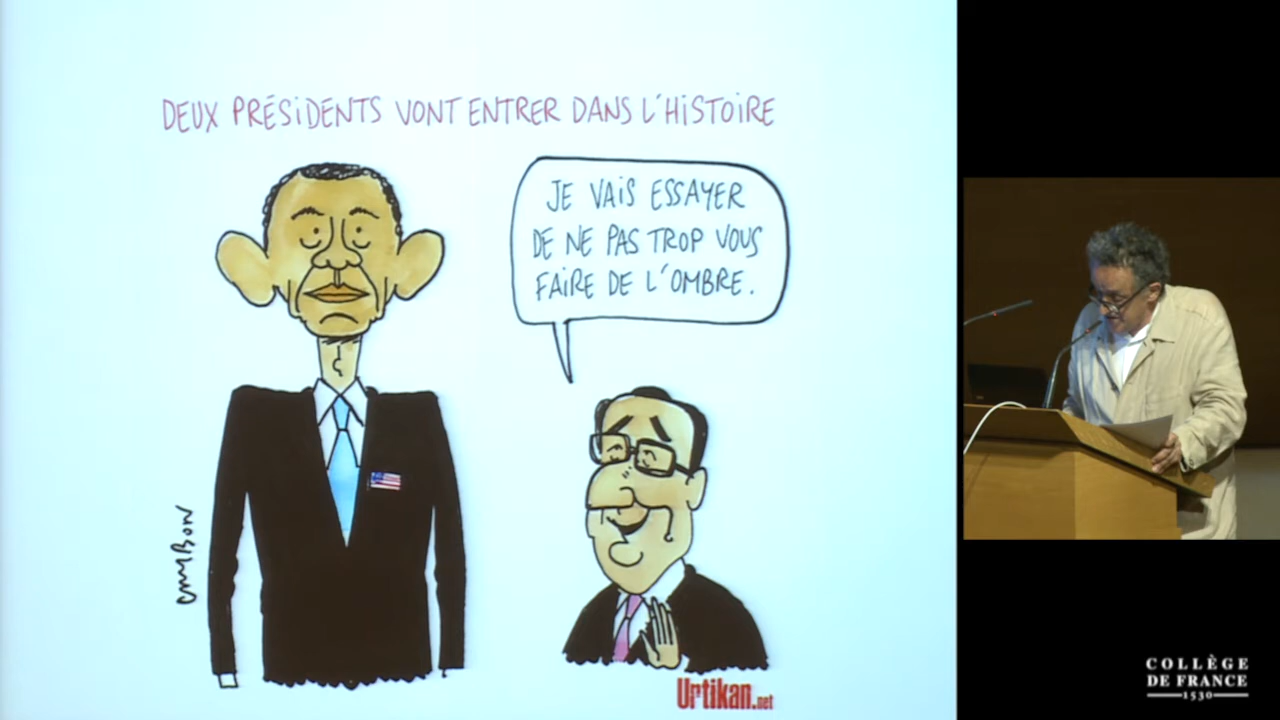 DEUX PRÉSIDENTS VONT ENTRER DANS L'HISTOIRE
JE VAIS ESSAYER
DE NE PAS TROP VOUS
FAIRE DE L'OMBRE.
CAMBON
Urtikan.net
COLLÈGE
DE FRANCE
1530